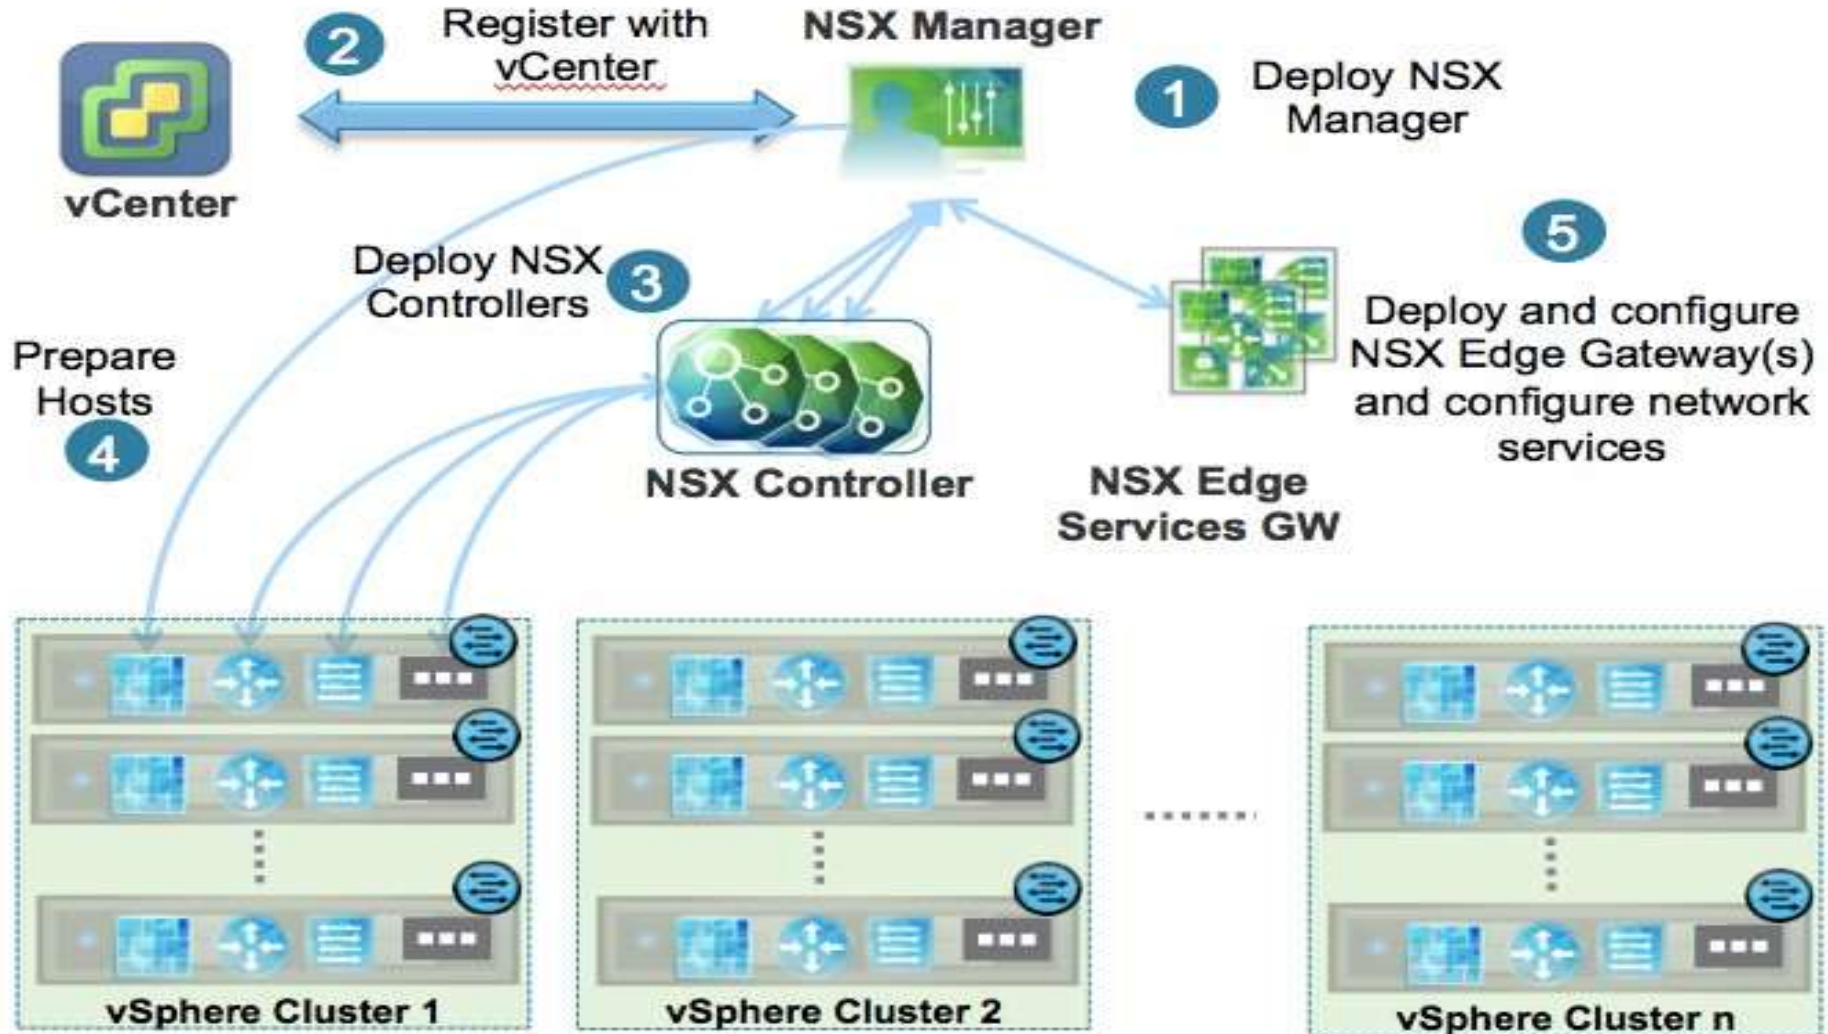 2
Register with
vCenter
NSX Manager
1
Deploy NSX
Manager
vCenter
Deploy NSX
Controllers
3
5
Deploy and configure
NSX Edge Gateway(s)
and configure network
services
Prepare
Hosts
4
NSX Controller
NSX Edge
Services GW
vSphere Cluster 1
vSphere Cluster 2
vSphere Cluster n